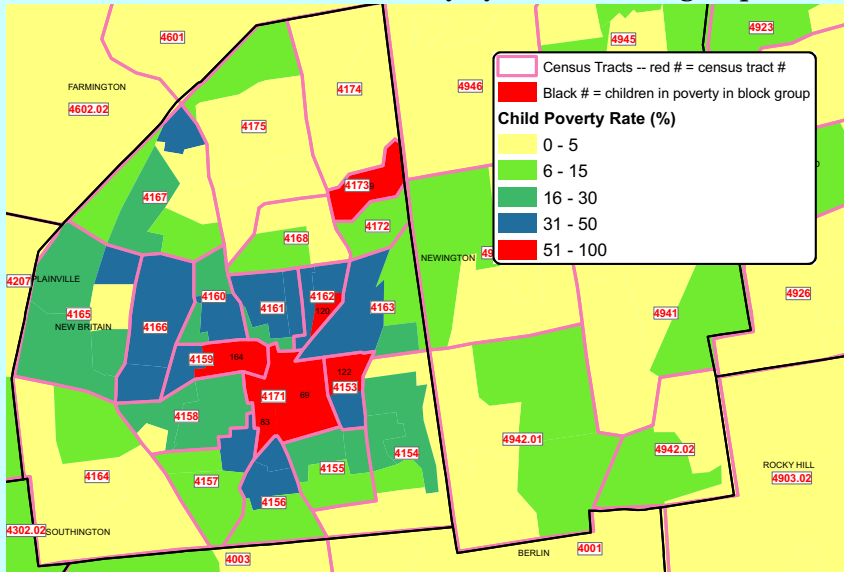 4601
4945
4923
FARMINGTON
4946
4174
4602.02
4175
Census Tracts -- red # = census tract #
Black # = children in poverty in block group
Child Poverty Rate (%)
0 - 5
6 - 15
16 - 30
31 - 50
51 - 100
4173
4167
4172
4168
NEWINGTON
4207
PLAINVILLE
4160
4161
4162
4163
4926
4165
120
4941
NEW BRITAIN
4166
4159
164
122
4153
4171
69
4158
63
4942.01
4942.02
4154
4155
ROCKY HILL
4164
4157
4903.02
4156
4302.02
SOUTHINGTON
4003
BERLIN
4001